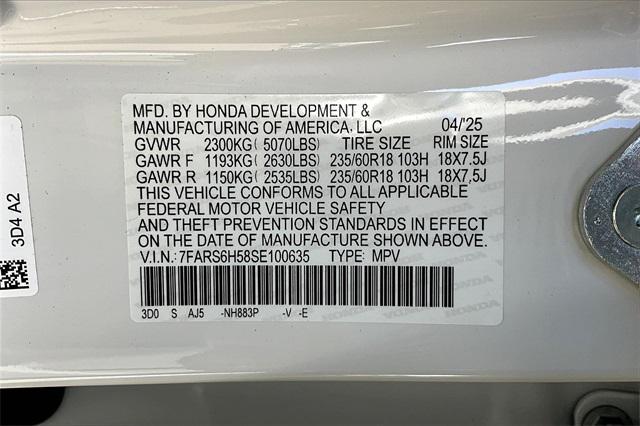 MFD. BY HONDA DEVELOPMENT &
MANUFACTURING OF AMERICA, LLC 04/'25
GVWR 2300KG (5070LBS) TIRE SIZE RIM SIZE
GAWR F 1193KG (2630LBS) 235/60R18 103H 18X7.5J
GAWR R 1150KG (2535LBS) 235/60R18 103H 18X7.5J
THIS VEHICLE CONFORMS TO ALL APPLICABLE
FEDERAL MOTOR VEHICLE SAFETY
AND THEFT PREVENTION STANDARDS IN EFFECT
ON THE DATE OF MANUFACTURE SHOWN ABOVE.
V.I.N.:7FARS6H58SE100635 TYPE: MPV
3D0 S AJ5 -NH883P -V -E
3D4 A2